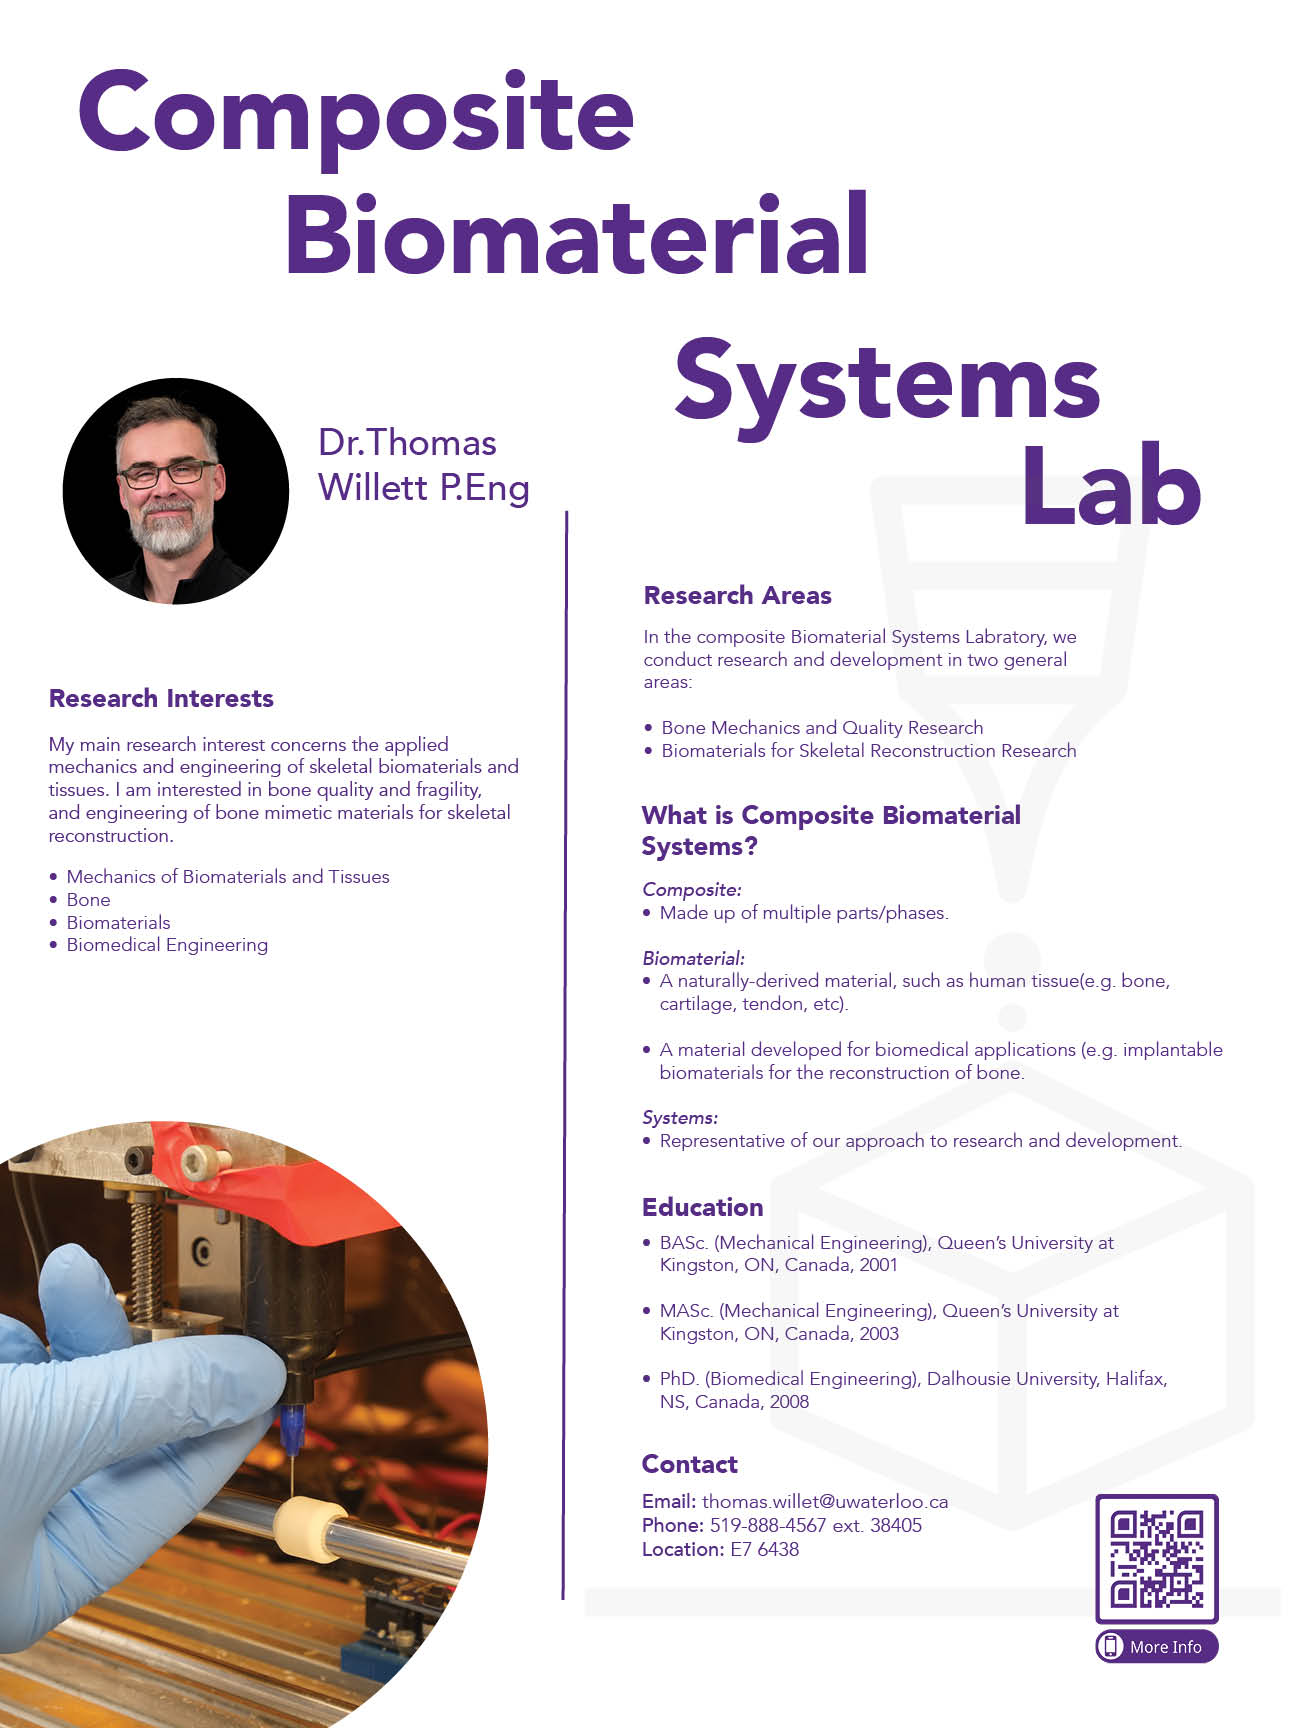 Composite
Biomaterial
Systems
Lab
Dr.Thomas
Willett P.Eng
Research Interests
My main research interest concerns the applied
mechanics and engineering of skeletal biomaterials and
tissues. I am interested in bone quality and fragility,
and engineering of bone mimetic materials for skeletal
reconstruction.
• Mechanics of Biomaterials and Tissues
• Bone
• Biomaterials
• Biomedical Engineering
Research Areas
In the composite Biomaterial Systems Labratory, we
conduct research and development in two general
areas:
• Bone Mechanics and Quality Research
• Biomaterials for Skeletal Reconstruction Research
What is Composite Biomaterial
Systems?
Composite:
• Made up of multiple parts/phases.
Biomaterial:
• A naturally-derived material, such as human tissue(e.g. bone,
cartilage, tendon, etc).
• A material developed for biomedical applications (e.g. implantable
biomaterials for the reconstruction of bone.
Systems:
• Representative of our approach to research and development.
Education
• BASc. (Mechanical Engineering), Queen’s University at
Kingston, ON, Canada, 2001
• MASc. (Mechanical Engineering), Queen’s University at
Kingston, ON, Canada, 2003
• PhD. (Biomedical Engineering), Dalhousie University, Halifax,
NS, Canada, 2008
Contact
Email: thomas.willet@uwaterloo.ca
Phone: 519-888-4567 ext. 38405
Location: E7 6438
More Info